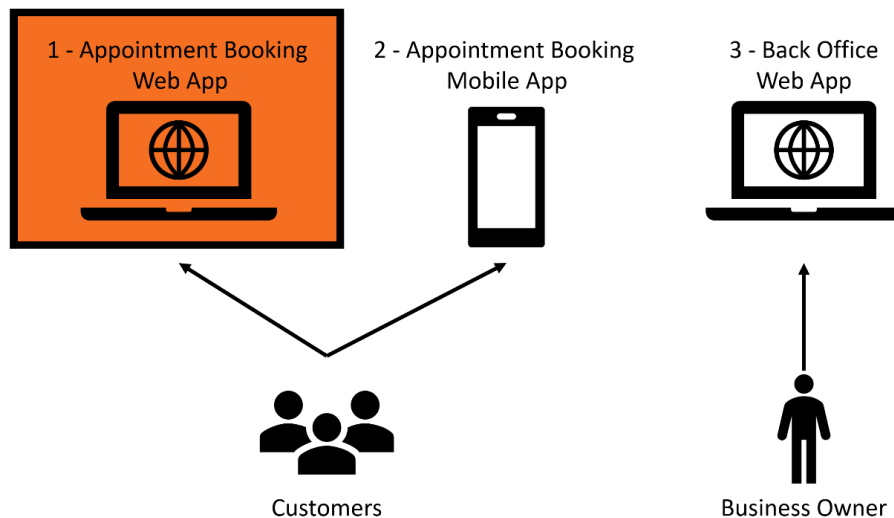 1 - Appointment Booking
Web App
2 - Appointment Booking
Mobile App
3 - Back Office
Web App
Customers
Business Owner